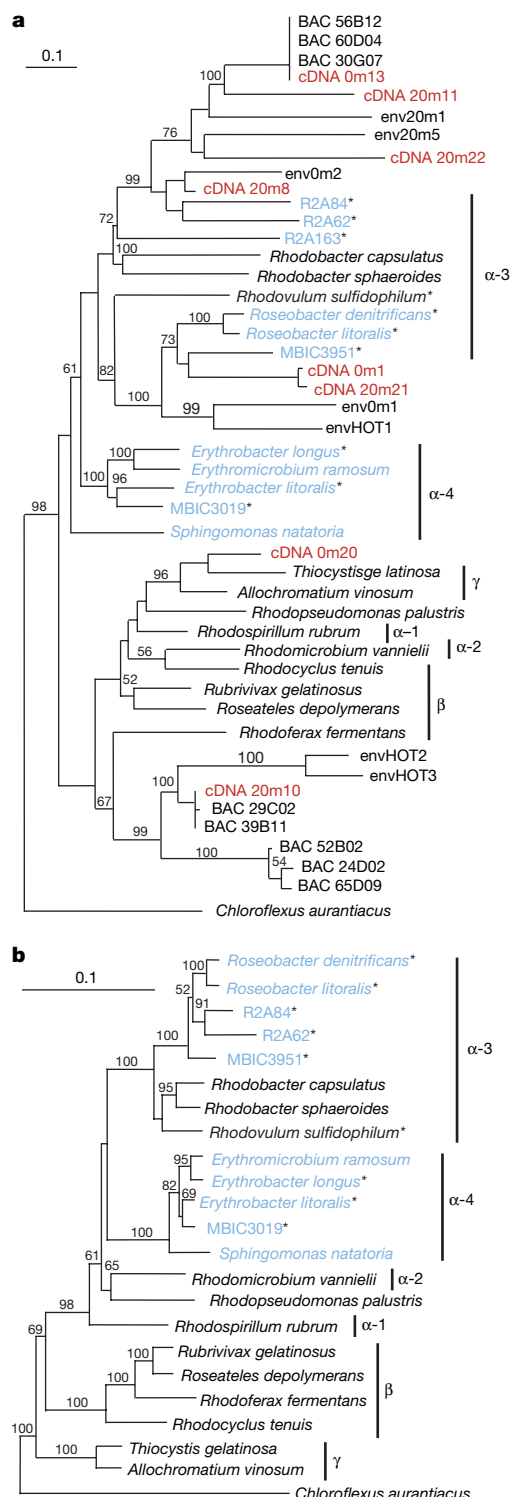 a
BAC 56B12
BAC 60D04
BAC 30G07
0.1
100
cDNA 0m13
cDNA 20m11
env20m1
76
env20m5
cDNA 20m22
env0m2
99
cDNA 20m8
R2A84*
72
R2A62*
R2A163*
100
Rhodobacter capsulatus
α-3
Rhodobacter sphaeroides
Rhodovulum sulfidophilum*
100
Roseobacter denitrificans*
73
Roseobacter litoralis*
MBIC3951*
61
82
cDNA 0m1
100
cDNA 20m21
99
env0m1
envHOT1
100
Erythrobacter longus*
Erythromicrobium ramosum
100
96
Erythrobacter litoralis*
α-4
98
MBIC3019*
Sphingomonas natatoria
cDNA 0m20
96
Thiocystisge latinosa
γ
Allochromatium vinosum
Rhodopseudomonas palustris
Rhodospirillum rubrum
α–1
56
Rhodomicrobium vannielii
α-2
Rhodocyclus tenuis
52
Rubrivivax gelatinosus
β
Roseateles depolymerans
Rhodoferax fermentans
100
envHOT2
100
envHOT3
cDNA 20m10
67
BAC 29C02
99
BAC 39B11
100
BAC 52B02
54
BAC 24D02
BAC 65D09
Chloroflexus aurantiacus
b
100
Roseobacter denitrificans*
0.1
52
Roseobacter litoralis*
91
R2A84*
100
R2A62*
α-3
MBIC3951*
100
95
Rhodobacter capsulatus
Rhodobacter sphaeroides
Rhodovulum sulfidophilum*
95
Erythromicrobium ramosum
82
Erythrobacter longus*
69
Erythrobacter litoralis*
α-4
100
MBIC3019*
Sphingomonas natatoria
61
65
Rhodomicrobium vannielii
α-2
Rhodopseudomonas palustris
98
Rhodospirillum rubrum
α-1
69
100
Rubrivivax gelatinosus
100
Roseateles depolymerans
β
100
Rhodoferax fermentans
Rhodocyclus tenuis
100
100
Thiocystis gelatinosa
γ
Allochromatium vinosum
Chloroflexus aurantiacus